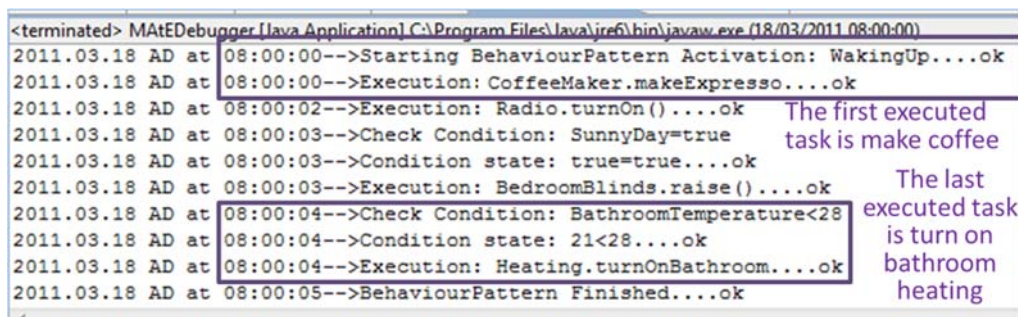 <terminated> MAtEDebugger [Java Application] C:\Program Files\Java\jre6\bin\javaw.exe (18/03/2011 08:00:00)
2011.03.18 AD at 08:00:00-->Starting BehaviourPattern Activation: WakingUp....ok
2011.03.18 AD at 08:00:00-->Execution: CoffeeMaker.makeExpresso....ok
2011.03.18 AD at 08:00:02-->Execution: Radio.turnOn()....ok
2011.03.18 AD at 08:00:03-->Check Condition: SunnyDay=true
2011.03.18 AD at 08:00:03-->Condition state: true=true....ok
2011.03.18 AD at 08:00:03-->Execution: BedroomBlinds.raise()....ok
2011.03.18 AD at 08:00:04-->Check Condition: BathroomTemperature<28
2011.03.18 AD at 08:00:04-->Condition state: 21<28....ok
2011.03.18 AD at 08:00:04-->Execution: Heating.turnOnBathroom....ok
2011.03.18 AD at 08:00:05-->BehaviourPattern Finished....ok
The first executed
task is make coffee
The last
executed task
is turn on
bathroom
heating